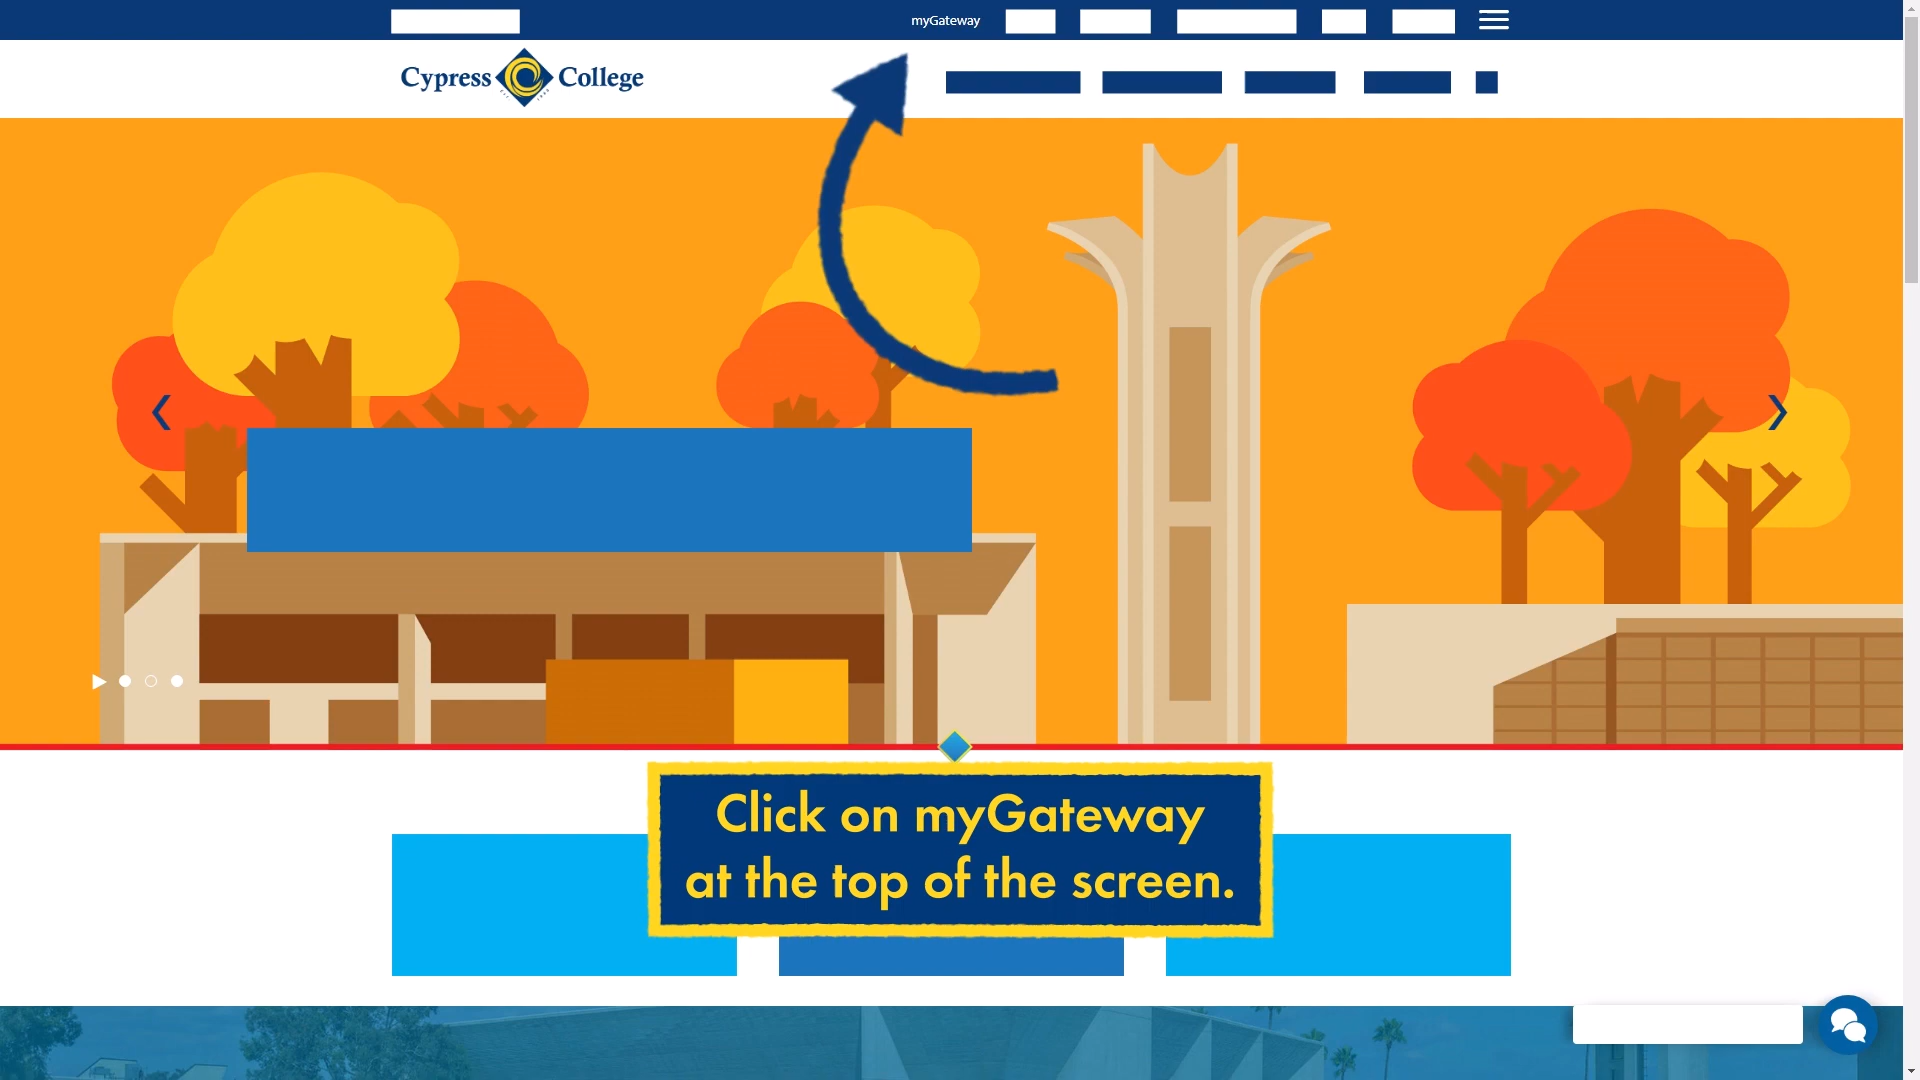 myGateway
Cypress College
Click on myGateway
at the top of the screen.